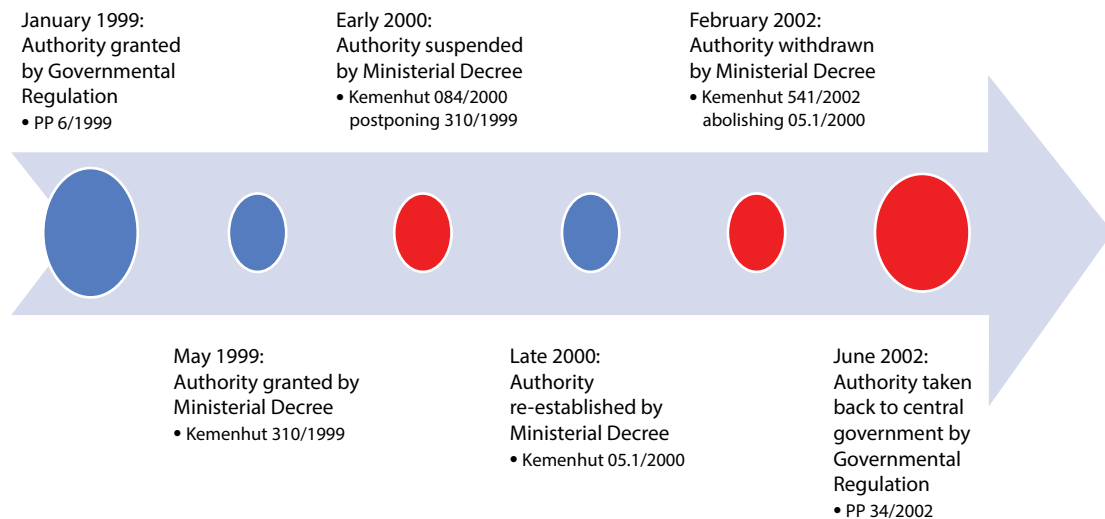 January 1999:
Authority granted
by Governmental
Regulation
• PP 6/1999
Early 2000:
Authority suspended
by Ministerial Decree
• Kemenhut 084/2000
postponing 310/1999
February 2002:
Authority withdrawn
by Ministerial Decree
• Kemenhut 541/2002
abolishing 05.1/2000
May 1999:
Authority granted by
Ministerial Decree
• Kemenhut 310/1999
Late 2000:
Authority
re-established by
Ministerial Decree
• Kemenhut 05.1/2000
June 2002:
Authority taken
back to central
government by
Governmental
Regulation
• PP 34/2002